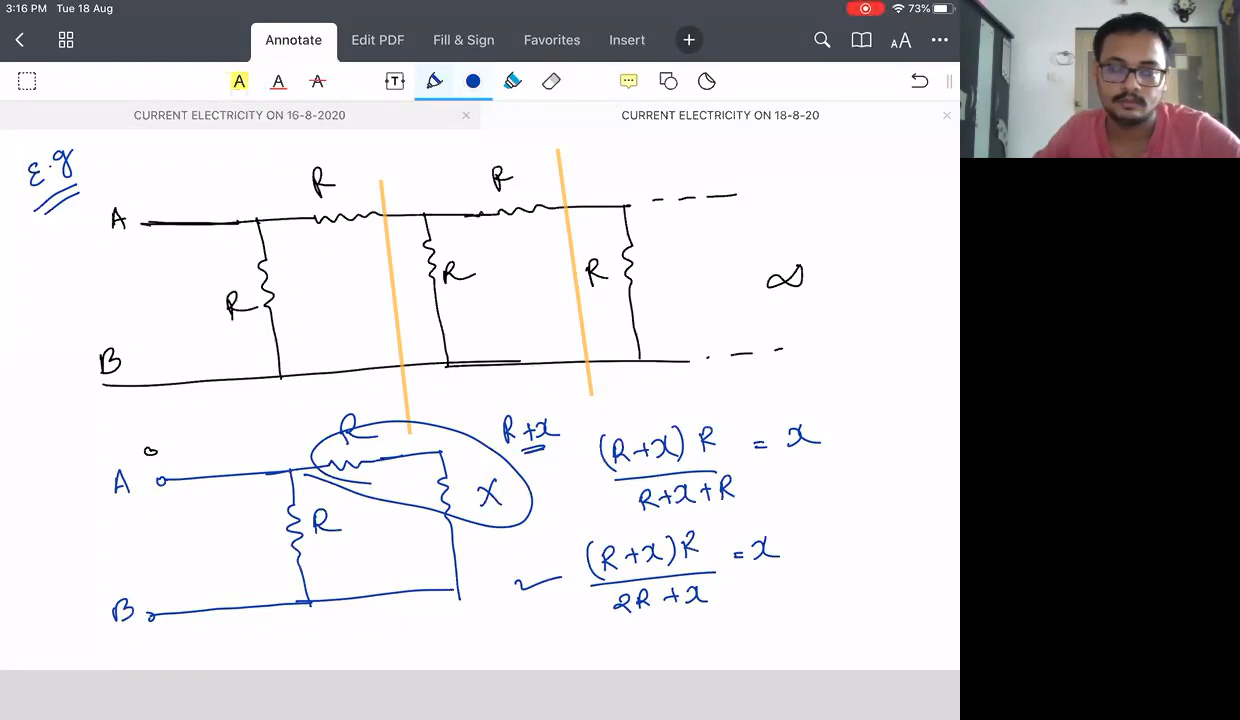 3:16 PM Tue 18 Aug
73%
Annotate Edit PDF Fill & Sign Favorites Insert
A A A T
CURRENT ELECTRICITY ON 16-8-2020 × CURRENT ELECTRICITY ON 18-8-20 ×
E.g
R R
A
R R R ∞
B
R R+x (R+x) R = x
R+x+R
A R X
(R+x)R = x
2R+x
B